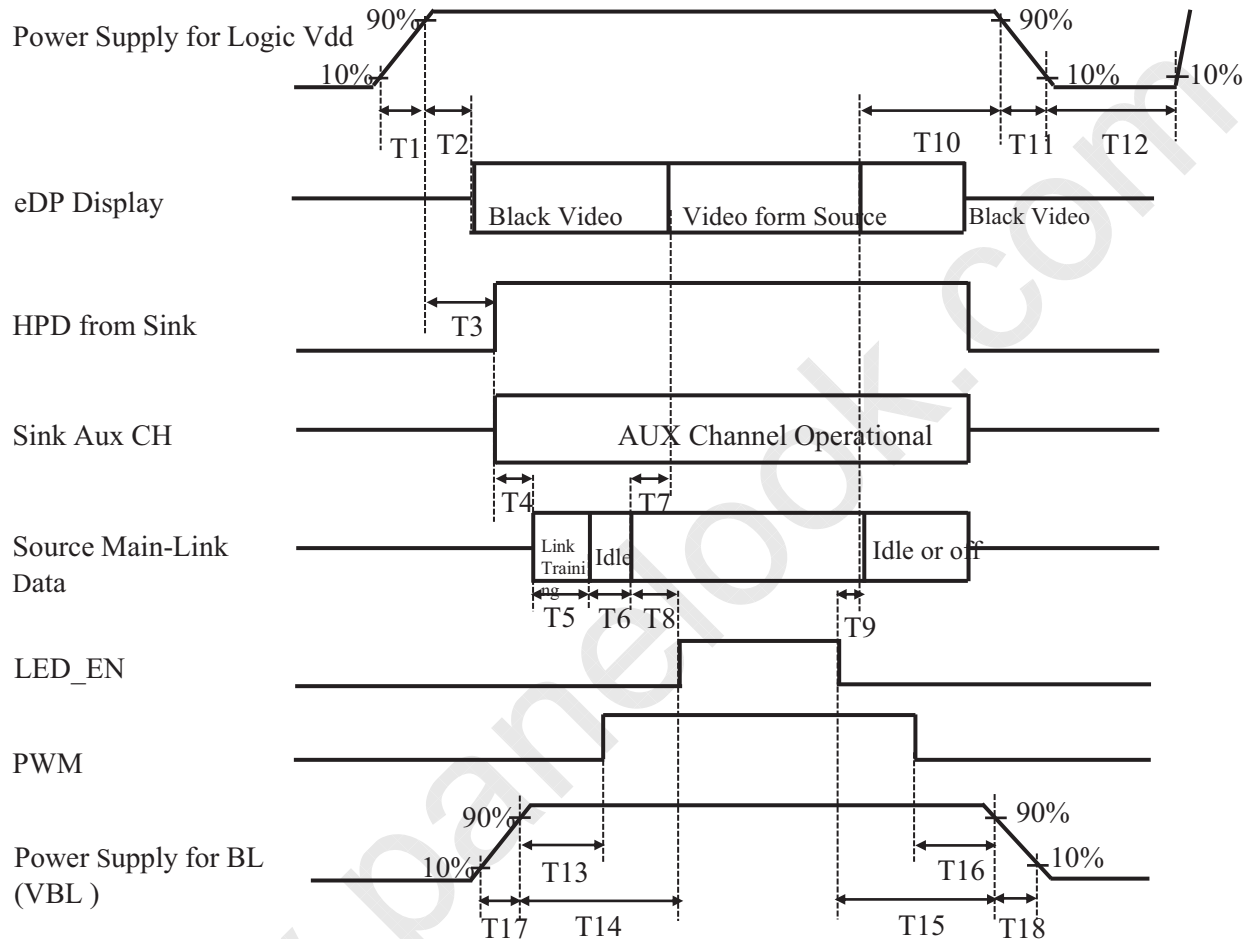 Power Supply for Logic Vdd
90%
10%
90%
10%
10%
T1
T2
T10
T11
T12
eDP Display
Black Video
Video form Source
Black Video
HPD from Sink
T3
Sink Aux CH
AUX Channel Operational
T4
T7
Source Main-Link
Data
Link
Traini
ng
Idle
Idle or off
T5
T6
T8
T9
LED_EN
PWM
Power Supply for BL
(VBL )
90%
10%
90%
10%
T13
T16
T17
T14
T15
T18
panelook.com